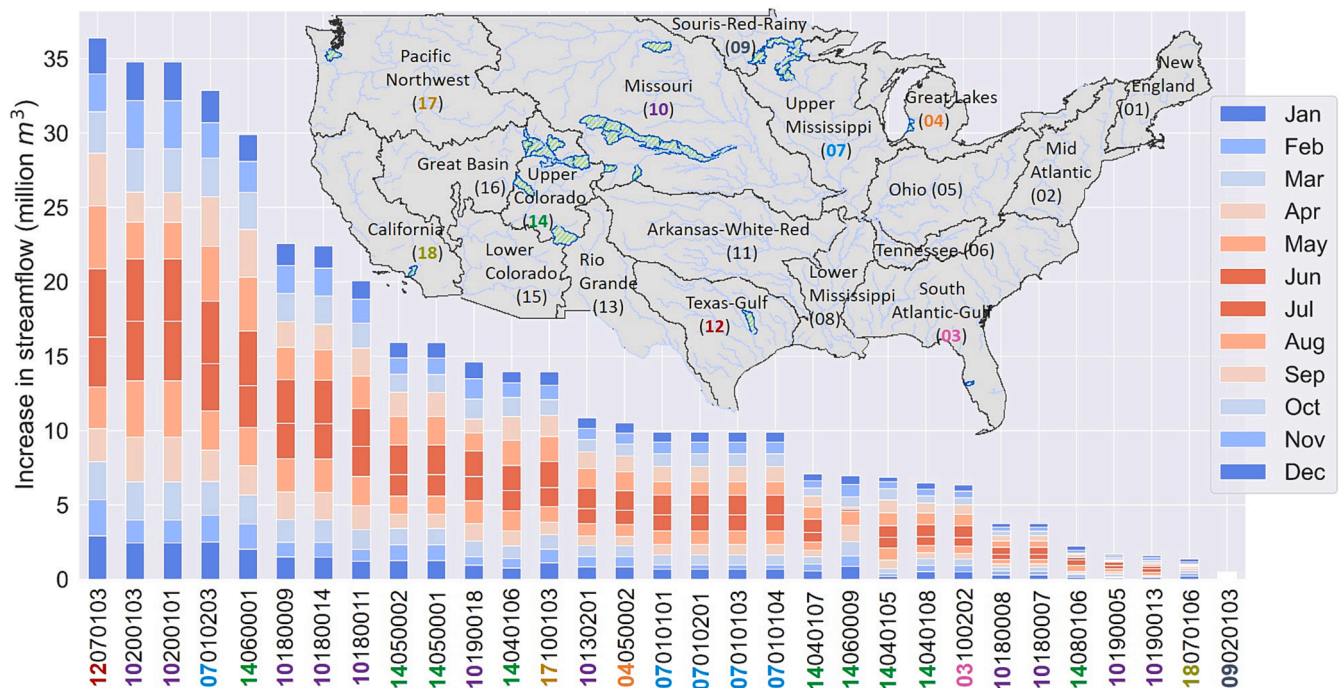 Increase in streamflow (million m³)
35
30
25
20
15
10
5
0
Souris-Red-Rainy
(09)
Pacific
Northwest
(17)
Missouri
(10)
Upper
Mississippi
(07)
Great Lakes
(04)
New
England
(01)
Mid
Atlantic
(02)
Great Basin
(16)
Upper
Colorado
(14)
Ohio (05)
California
(18)
Lower
Colorado
(15)
Rio
Grande
(13)
Arkansas-White-Red
(11)
Tennessee (06)
Texas-Gulf
(12)
Lower
Mississippi
(08)
South
Atlantic-Gulf
(03)
Jan
Feb
Mar
Apr
May
Jun
Jul
Aug
Sep
Oct
Nov
Dec
12070103
10200103
10200101
07010203
14060001
10180009
10180014
10180011
14050002
14050001
10190018
14040106
17100103
10130201
04050002
07010101
07010201
07010103
07010104
14040107
14060009
14040105
14040108
03100202
10180008
10180007
14080106
10190005
10190013
18070106
09020103